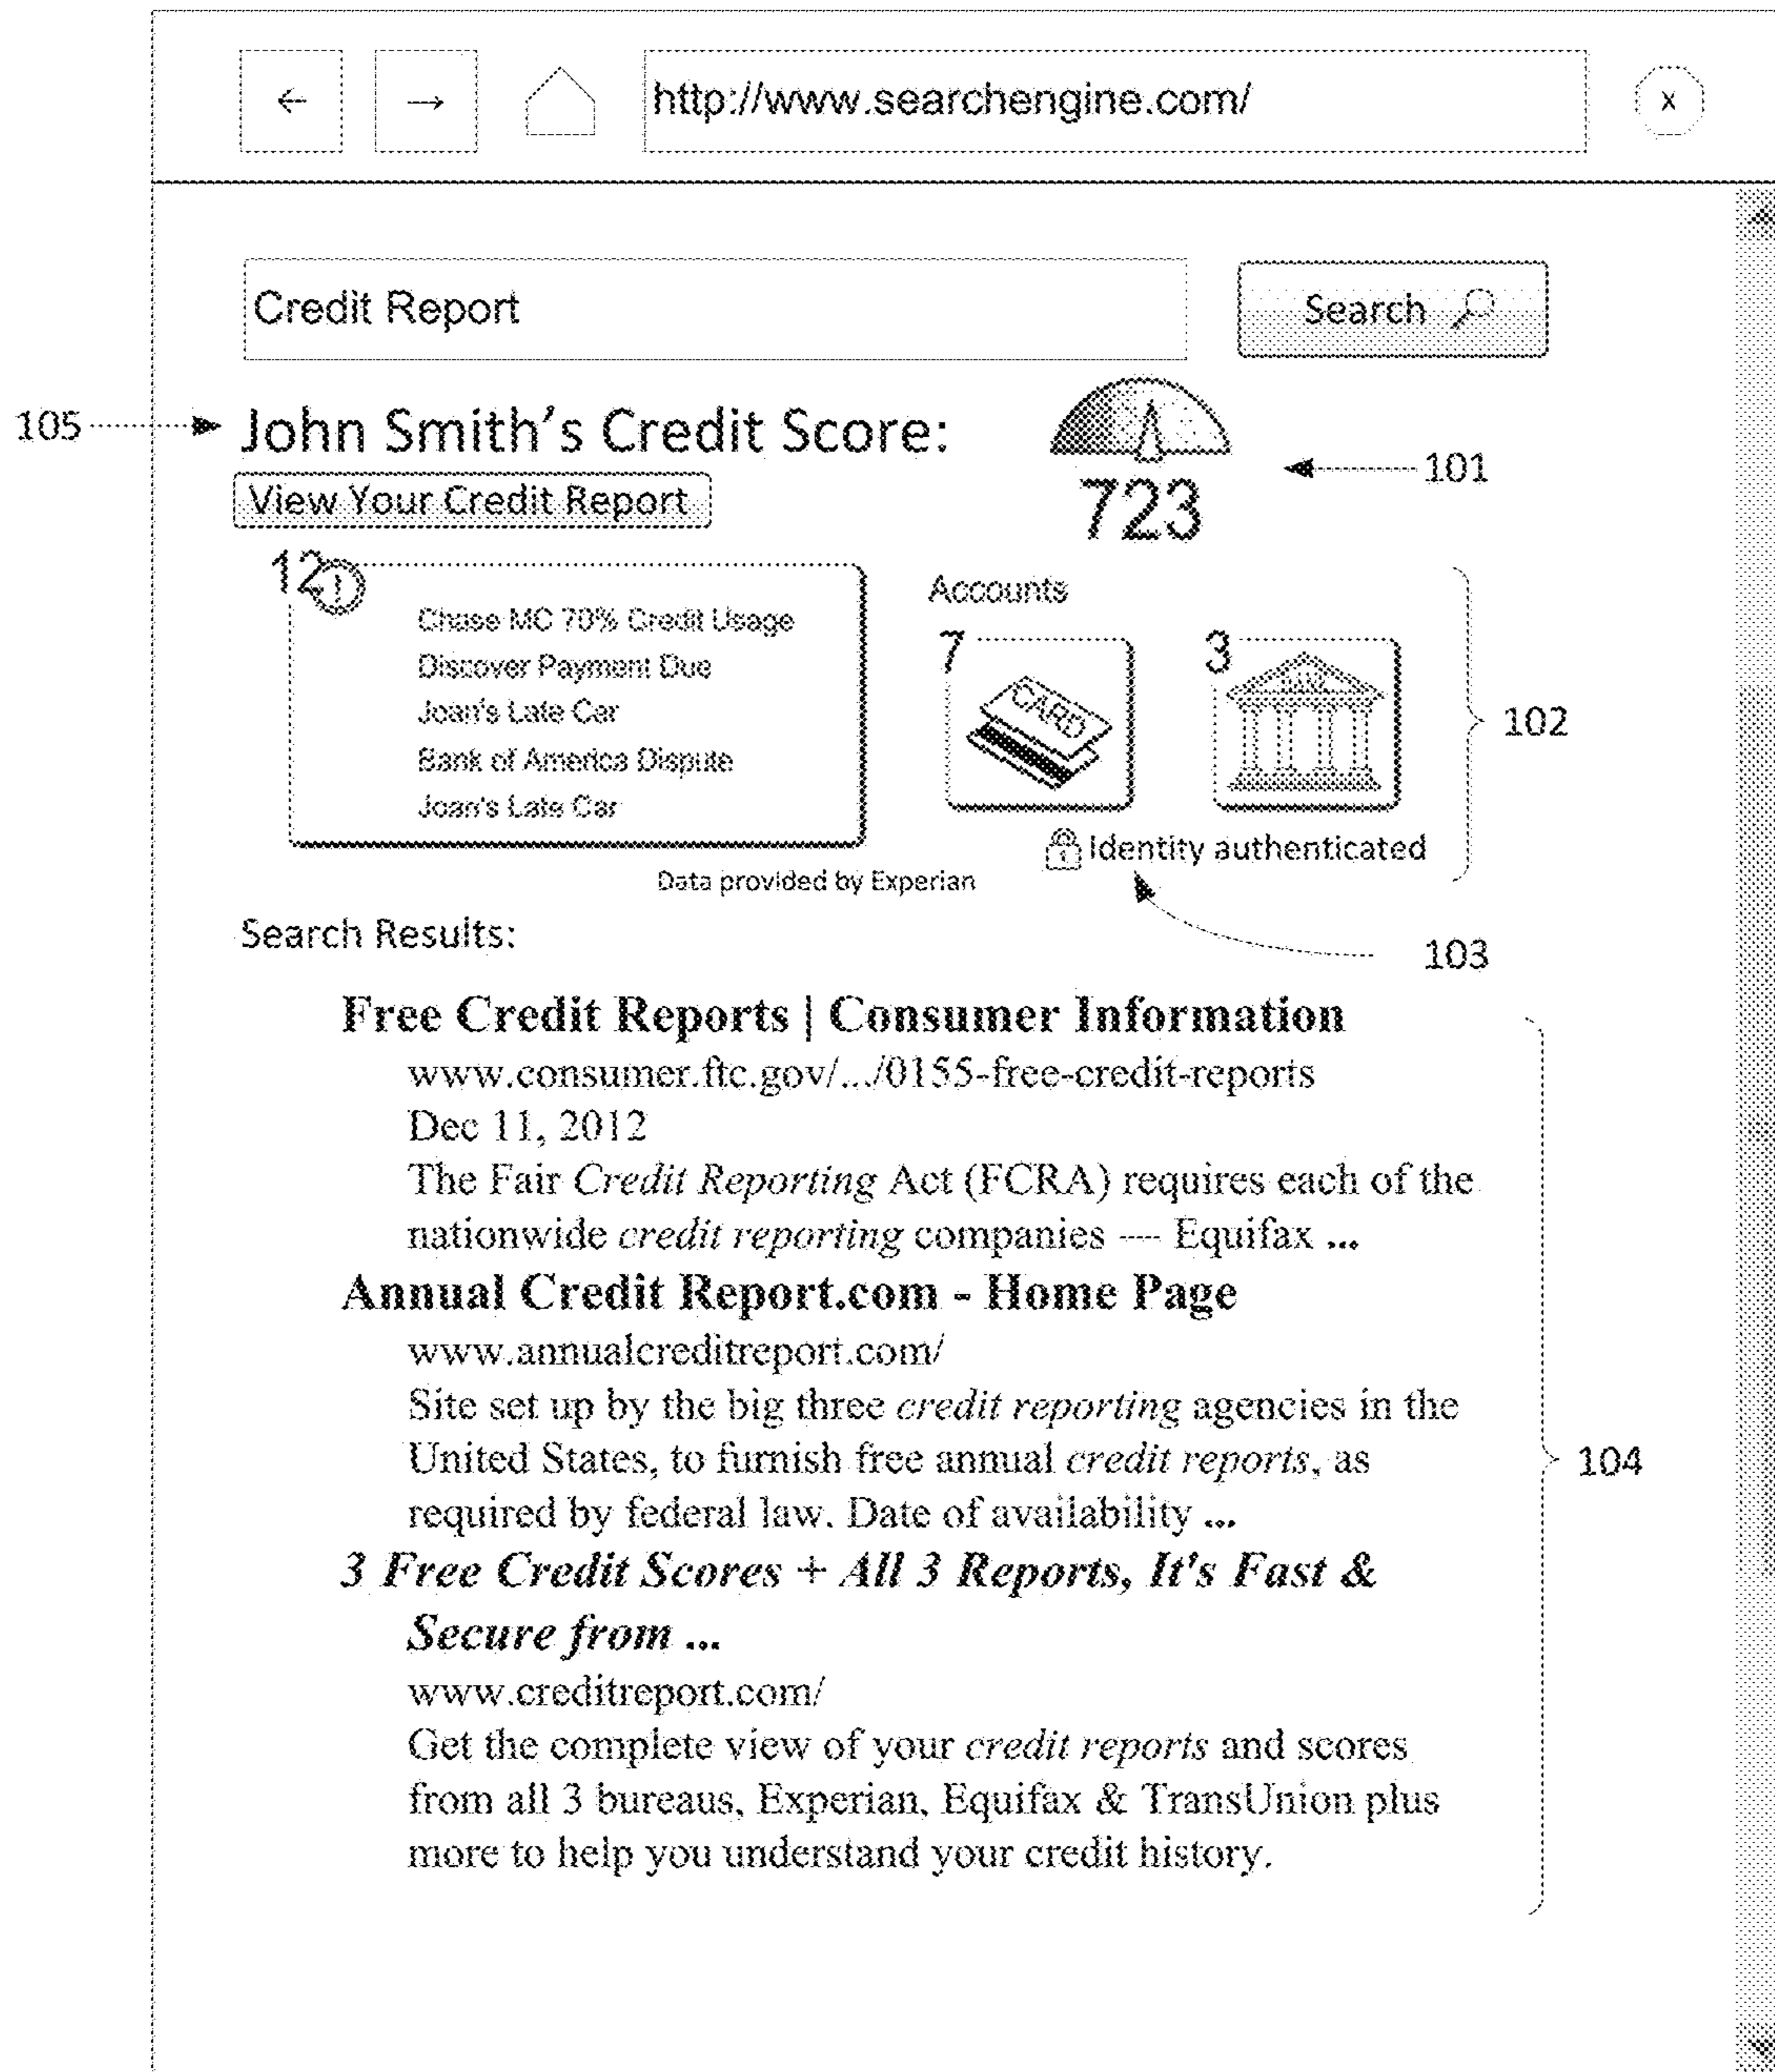 http://www.searchengine.com/
x
Credit Report
Search
105
John Smith's Credit Score:
101
View Your Credit Report
723
12
!
Chase MC 70% Credit Usage
Discover Payment Due
Joan's Late Car
Bank of America Dispute
Joan's Late Car
Accounts
7
CARD
3
102
Identity authenticated
Data provided by Experian
103
Search Results:
Free Credit Reports | Consumer Information
www.consumer.ftc.gov/.../0155-free-credit-reports
Dec 11, 2012
The Fair Credit Reporting Act (FCRA) requires each of the
nationwide credit reporting companies — Equifax ...
Annual Credit Report.com - Home Page
www.annualcreditreport.com/
Site set up by the big three credit reporting agencies in the
United States, to furnish free annual credit reports, as
required by federal law. Date of availability ...
104
3 Free Credit Scores + All 3 Reports, It's Fast &
Secure from ...
www.creditreport.com/
Get the complete view of your credit reports and scores
from all 3 bureaus, Experian, Equifax & TransUnion plus
more to help you understand your credit history.